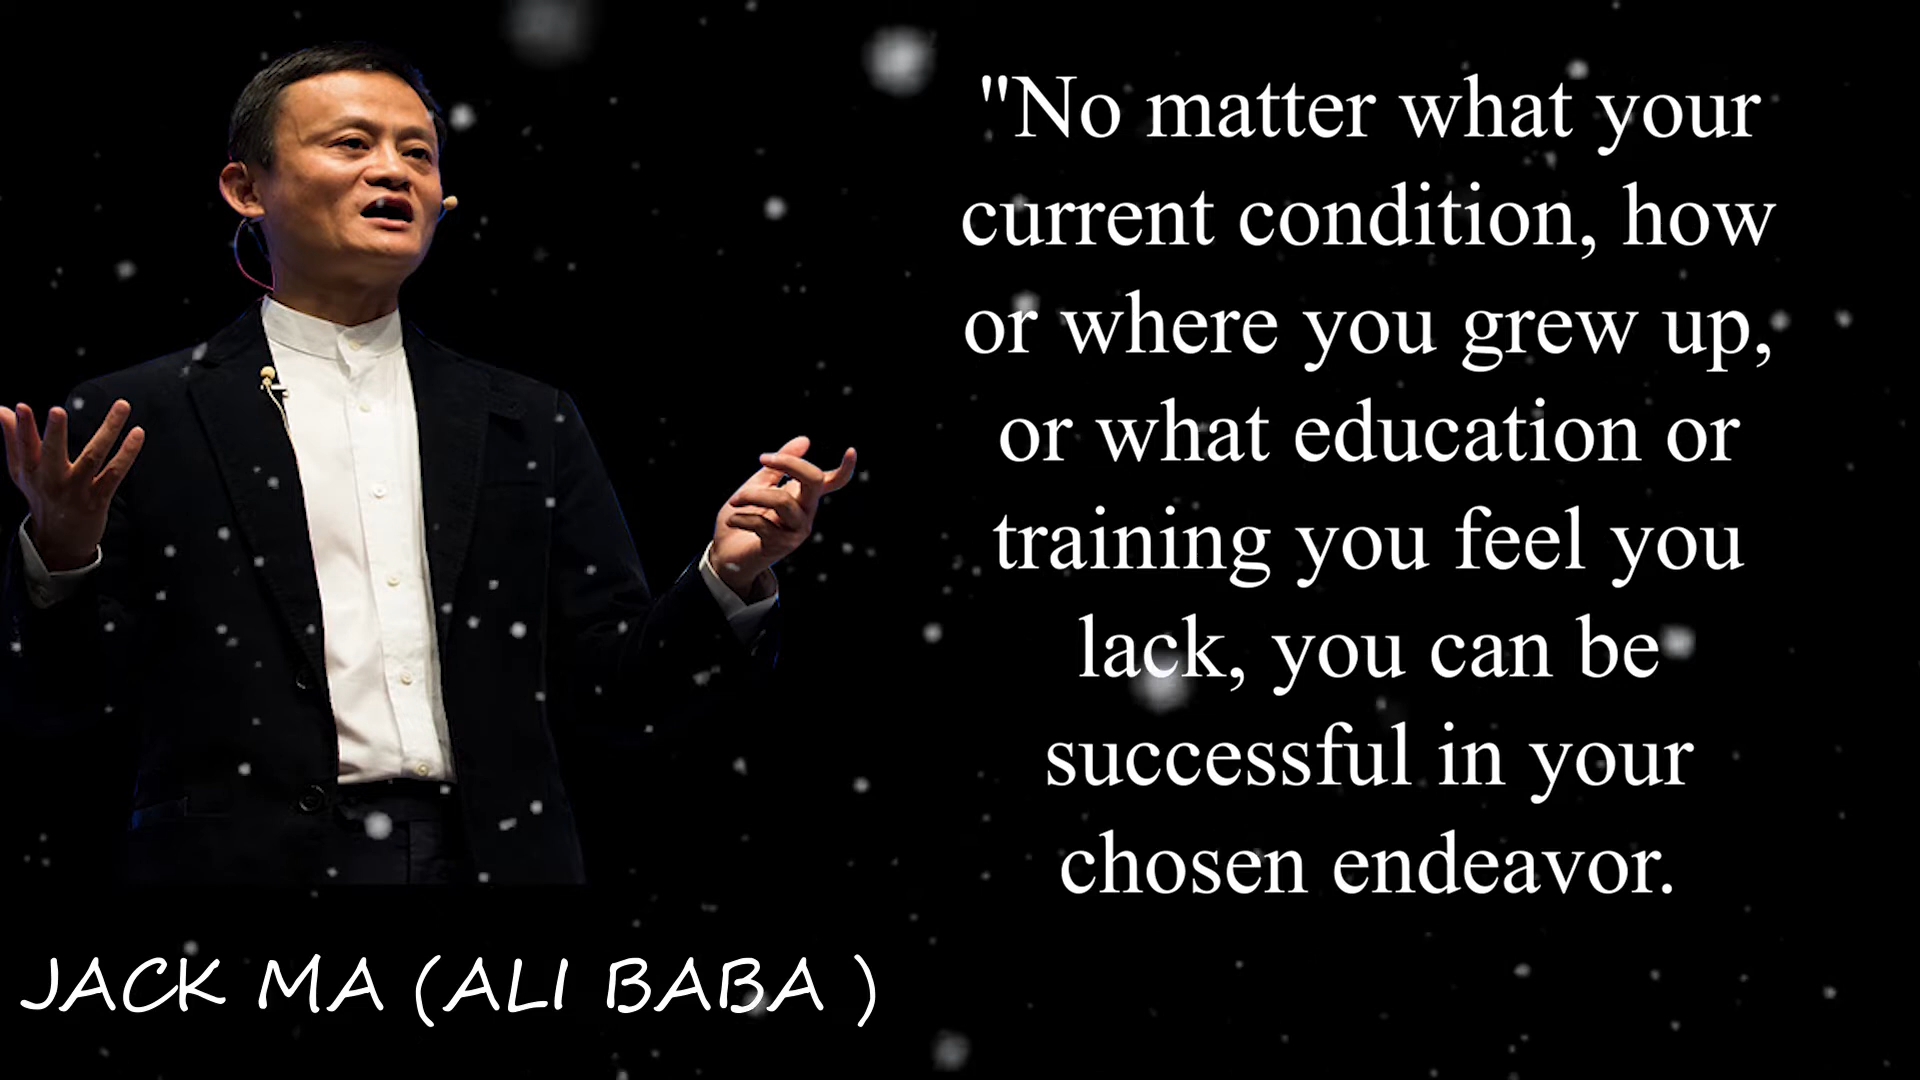 "No matter what your
current condition, how
or where you grew up,
or what education or
training you feel you
lack, you can be
successful in your
chosen endeavor.
JACK MA (ALI BABA )